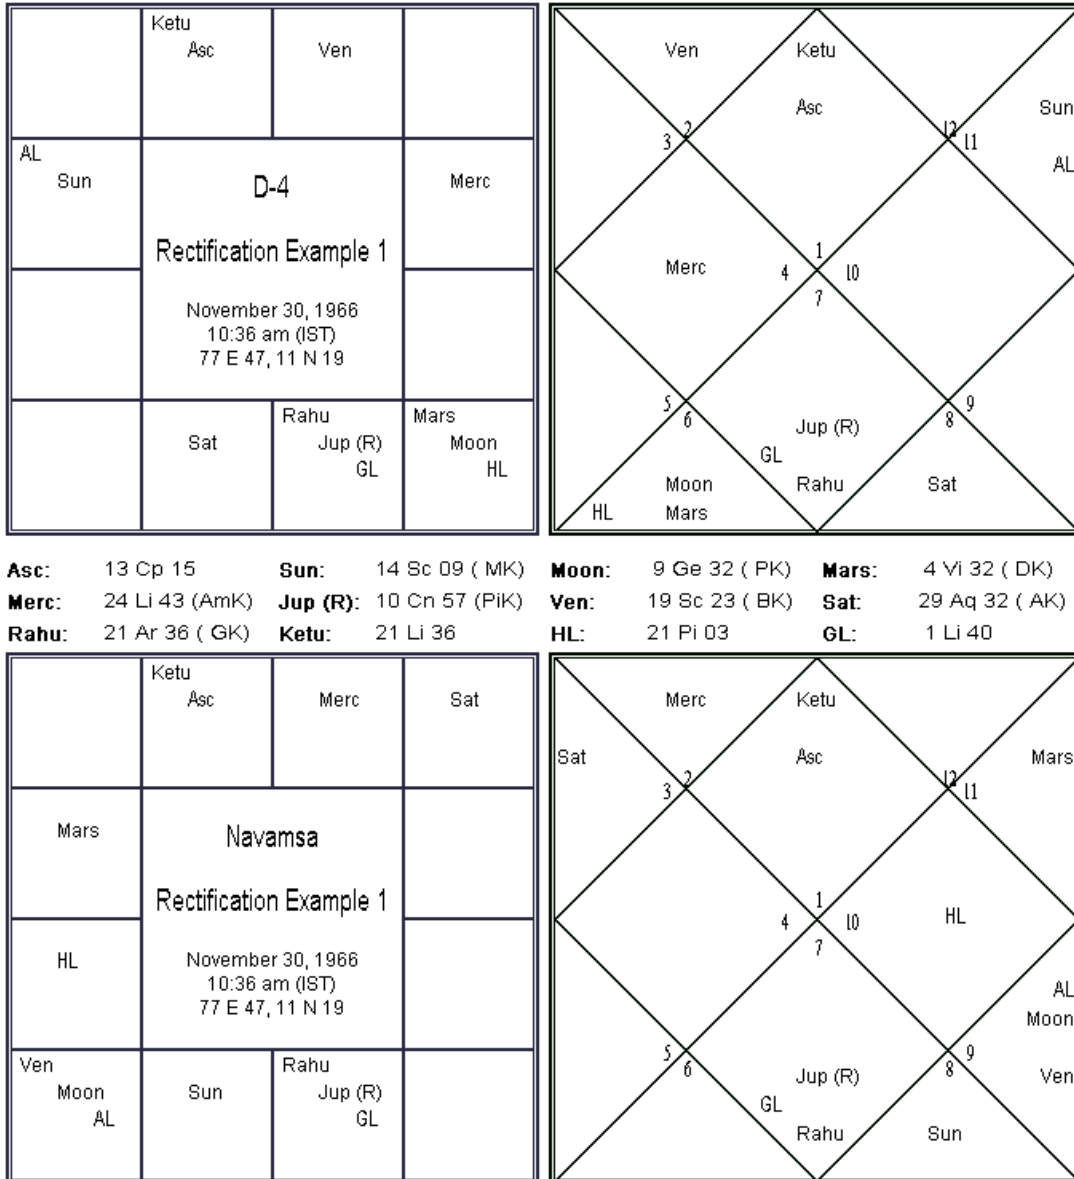 Ketu
Asc
Ven
AL
Sun
Merc
D-4
Rectification Example 1
November 30, 1966
10:36 am (IST)
77 E 47, 11 N 19
Sat
Rahu
Jup (R)
GL
Mars
Moon
HL
Ven
Ketu
Asc
Sun
AL
2
3
12
11
Merc
1
4
10
7
5
6
9
8
Jup (R)
GL
Rahu
Moon
Mars
HL
Sat
Asc: 13 Cp 15 Sun: 14 Sc 09 ( MK) Moon: 9 Ge 32 ( PK) Mars: 4 Vi 32 ( DK)
Merc: 24 Li 43 (AmK) Jup (R): 10 Cn 57 (PiK) Ven: 19 Sc 23 ( BK) Sat: 29 Aq 32 ( AK)
Rahu: 21 Ar 36 ( GK) Ketu: 21 Li 36 HL: 21 Pi 03 GL: 1 Li 40
Ketu
Asc
Merc
Sat
Mars
Navamsa
Rectification Example 1
HL
November 30, 1966
10:36 am (IST)
77 E 47, 11 N 19
Ven
Moon
AL
Sun
Rahu
Jup (R)
GL
Merc
Ketu
Sat
Asc
Mars
2
3
12
11
1
4
10
7
HL
AL
Moon
Ven
5
6
9
8
Jup (R)
GL
Rahu
Sun